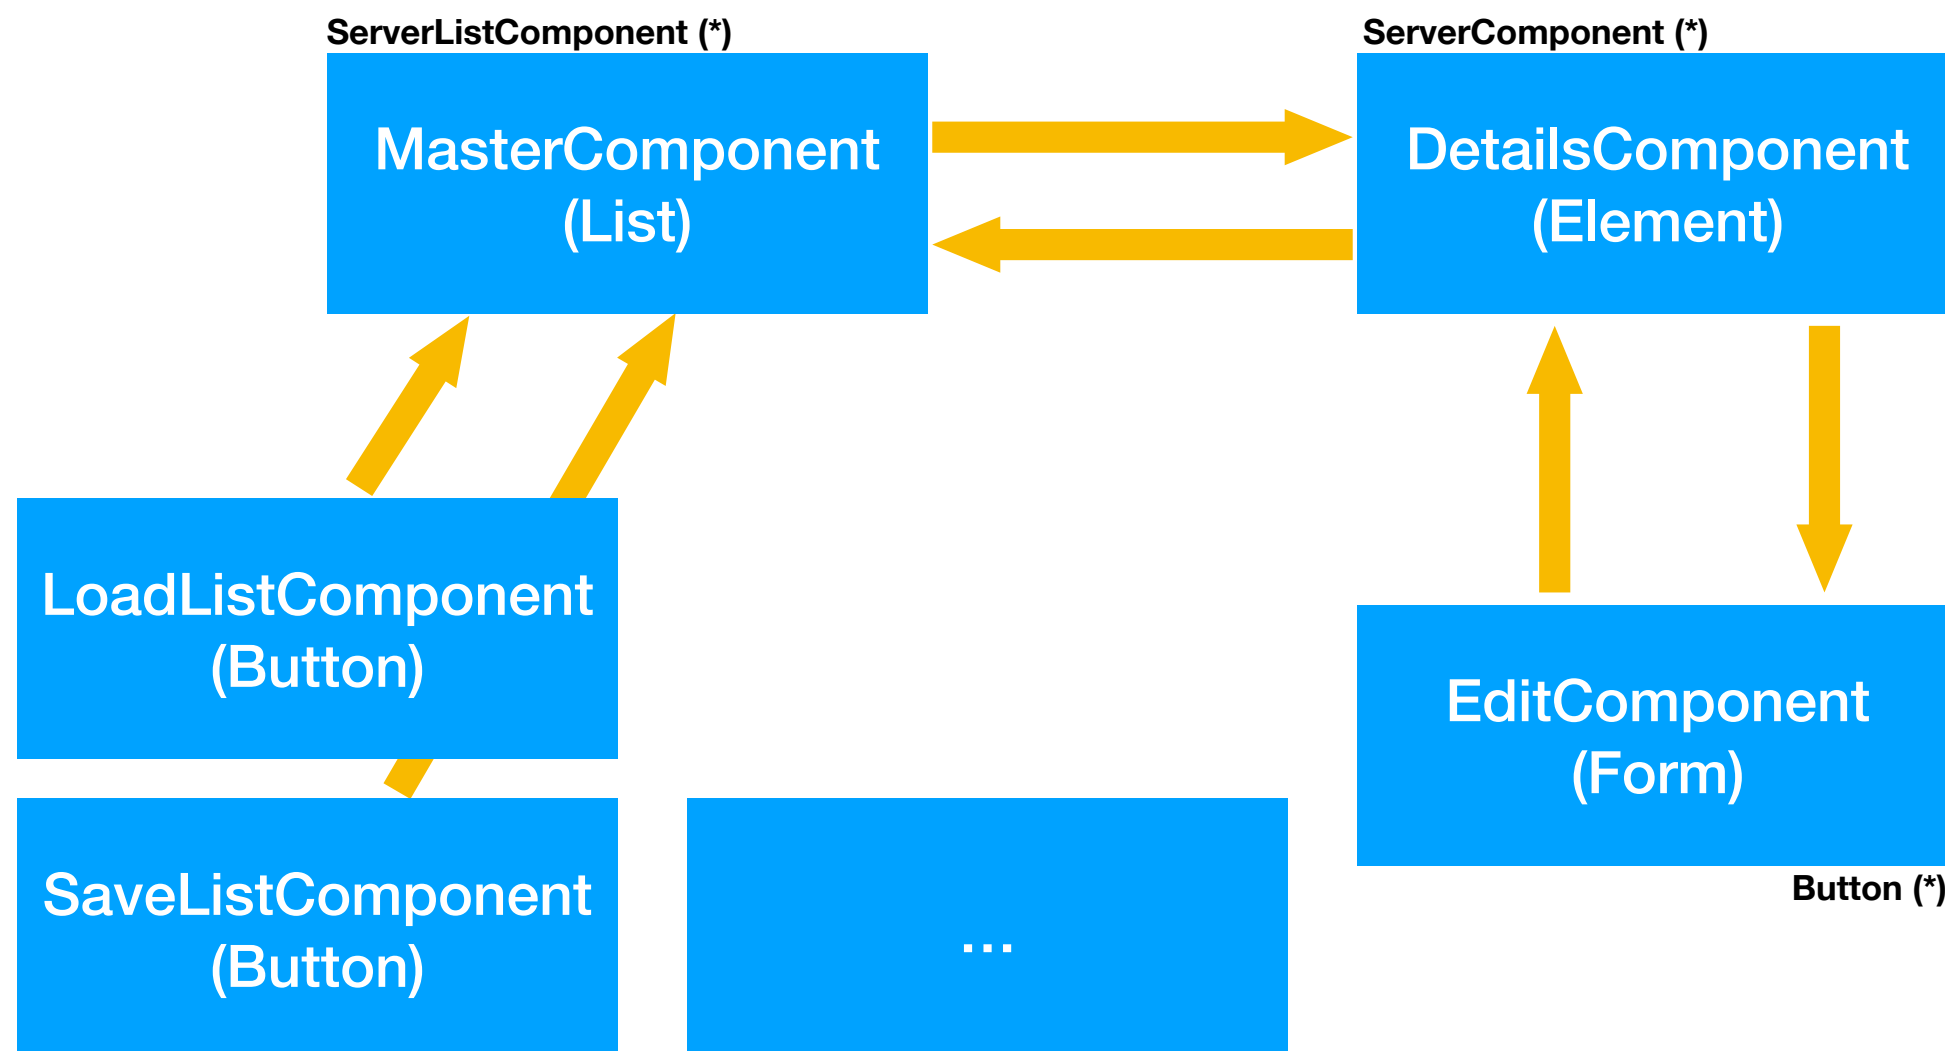 ServerListComponent (*)
ServerComponent (*)
MasterComponent
(List)
DetailsComponent
(Element)
LoadListComponent
(Button)
EditComponent
(Form)
Button (*)
SaveListComponent
(Button)
...